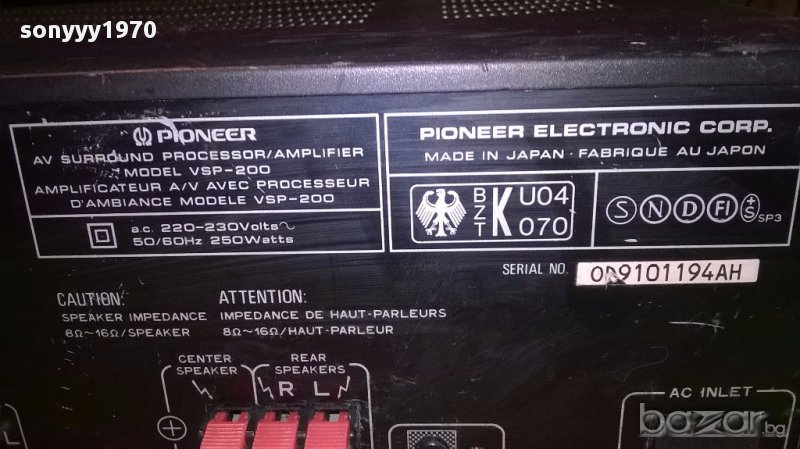 sonyyy1970
PIONEER
AV SURROUND PROCESSOR/AMPLIFIER
MODEL VSP-200
AMPLIFICATEUR A/V AVEC PROCESSEUR
D'AMBIANCE MODELE VSP-200
a.c. 220-230Volts~
50/60Hz 250Watts
PIONEER ELECTRONIC CORP.
MADE IN JAPAN · FABRIQUE AU JAPON
BZT K U04 070
S N D FI +S SP3
SERIAL NO. 9101194AH
CAUTION:
SPEAKER IMPEDANCE
8Ω~16Ω/SPEAKER
ATTENTION:
IMPEDANCE DE HAUT-PARLEURS
8Ω~16Ω/HAUT-PARLEUR
CENTER
SPEAKER
REAR
SPEAKERS
R L
L
AC INLET
bazar.bg